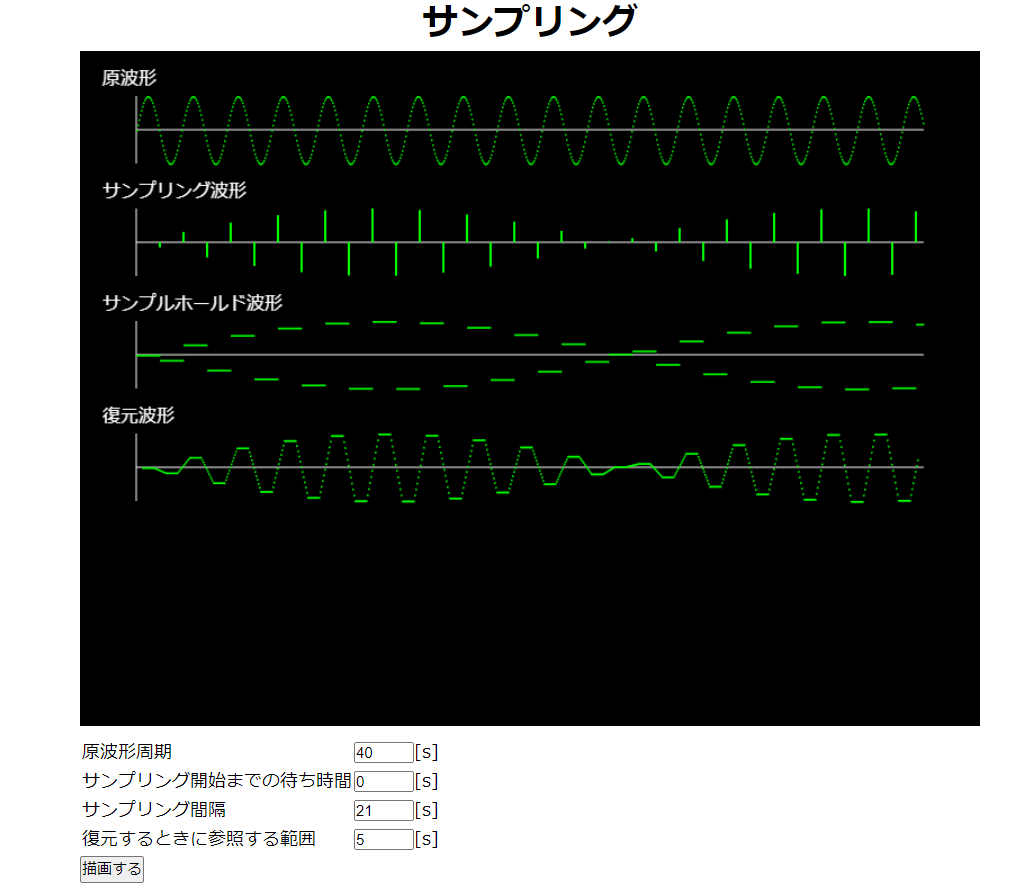 サンプリング
原波形
サンプリング波形
サンプルホールド波形
復元波形
原波形周期 40 [s]
サンプリング開始までの待ち時間 0 [s]
サンプリング間隔 21 [s]
復元するときに参照する範囲 5 [s]
描画する